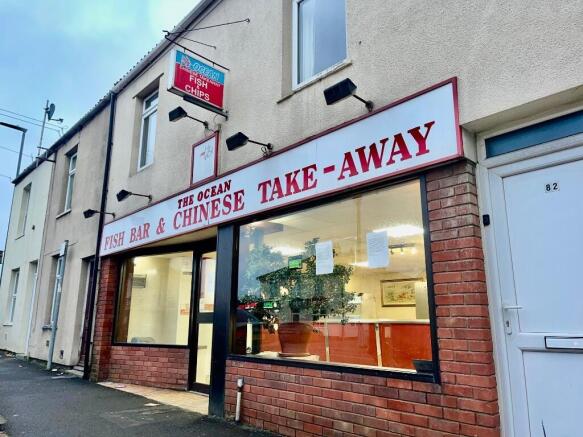 OCEAN
FISH
&
CHIPS
THE OCEAN
FISH BAR & CHINESE TAKE-AWAY
82